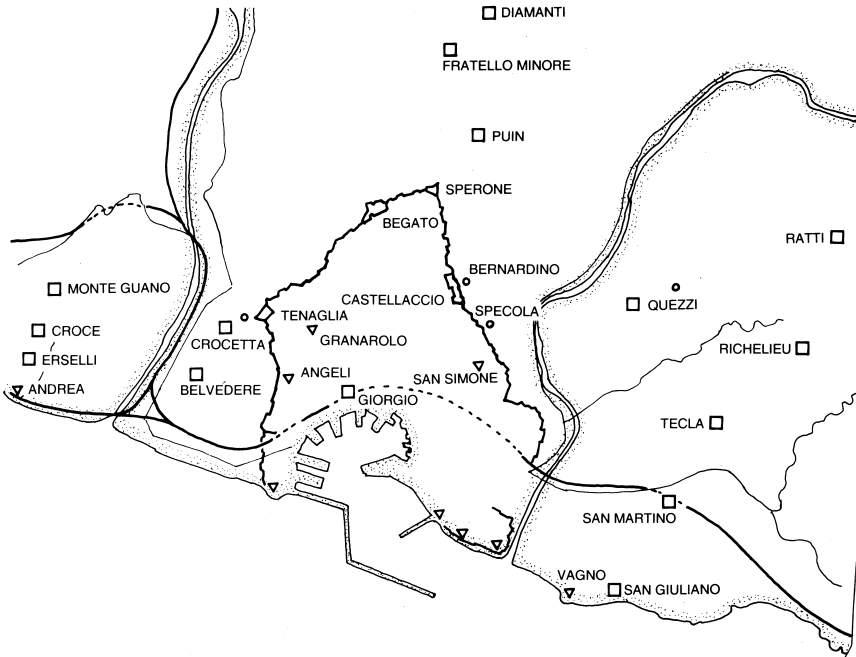 DIAMANTI
FRATELLO MINORE
PUIN
SPERONE
BEGATO
RATTI
BERNARDINO
MONTE GUANO
CASTELLACCIO
QUEZZI
TENAGLIA
SPECOLA
CROCE
CROCETTA
GRANAROLO
RICHELIEU
ERSELLI
ANGELI
SAN SIMONE
ANDREA
BELVEDERE
GIORGIO
TECLA
SAN MARTINO
VAGNO
SAN GIULIANO